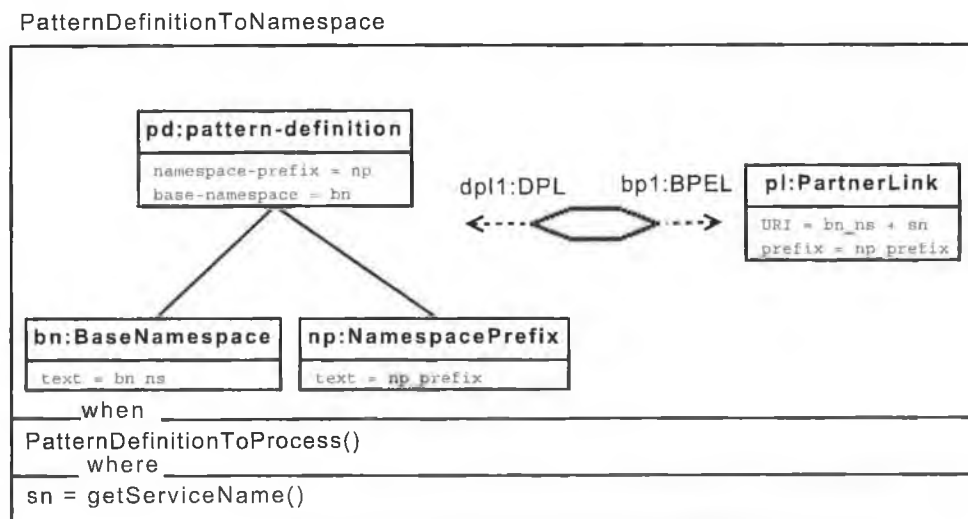 PatternDefinitionToNamespace
pd:pattern-definition
namespace-prefix = np
base-namespace = bn
dpl1:DPL
bp1:BPEL
pl:PartnerLink
URI = bn_ns + sn
prefix = np_prefix
bn:BaseNamespace
text = bn_ns
np:NamespacePrefix
text = np_prefix
when
PatternDefinitionToProcess()
where
sn = getServiceName()